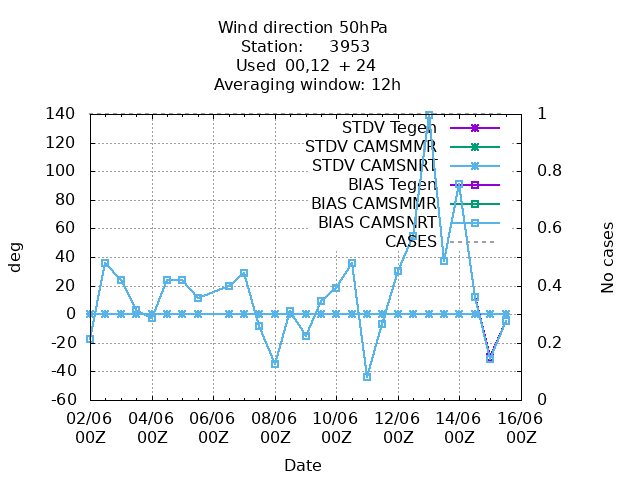 Wind direction 50hPa
Station: 3953
Used 00,12 + 24
Averaging window: 12h
140 1
120
100 0.8
80
60 0.6
40
20 0.4
0
-20 0.2
-40
-60 0
deg
No cases
STDV Tegen
STDV CAMSMMR
STDV CAMSNRT
BIAS Tegen
BIAS CAMSMMR
BIAS CAMSNRT
CASES
02/06 04/06 06/06 08/06 10/06 12/06 14/06 16/06
00Z 00Z 00Z 00Z 00Z 00Z 00Z 00Z
Date